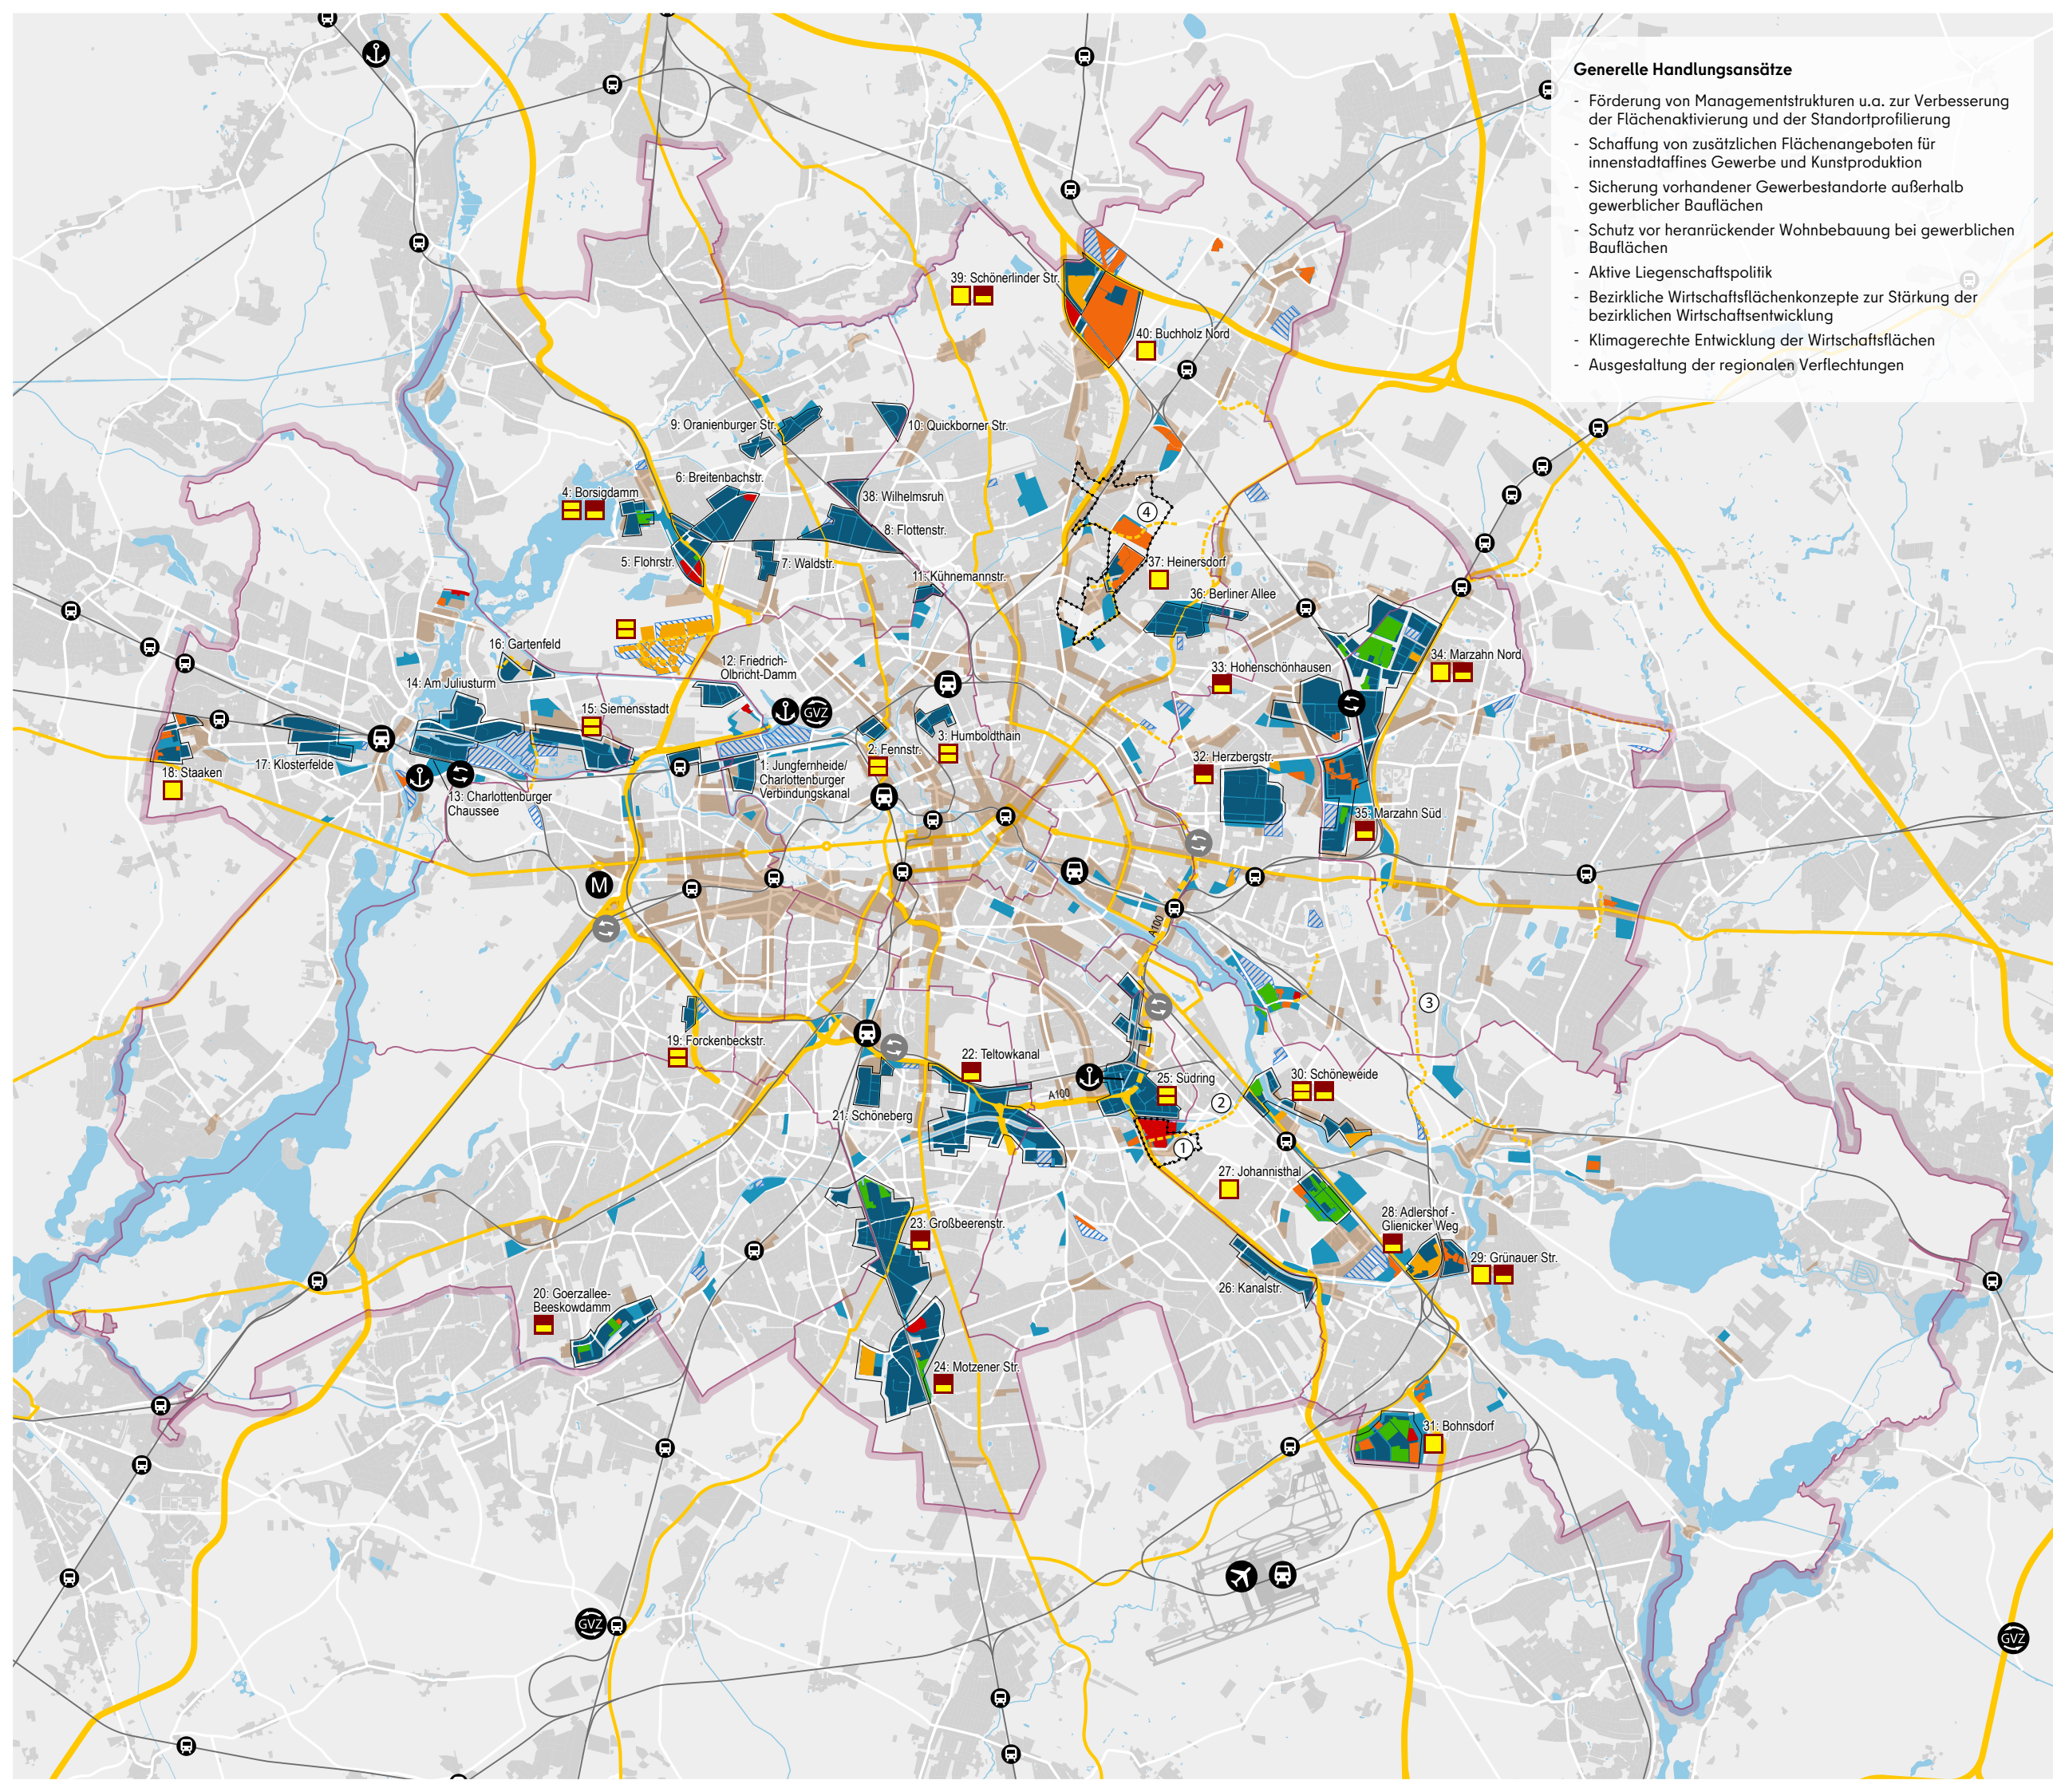 Generelle Handlungsansätze
- Förderung von Managementstrukturen u.a. zur Verbesserung
der Flächenaktivierung und der Standortprofilierung
- Schaffung von zusätzlichen Flächenangeboten für
innenstadtaffines Gewerbe und Kunstproduktion
- Sicherung vorhandener Gewerbestandorte außerhalb
gewerblicher Bauflächen
- Schutz vor heranrückender Wohnbebauung bei gewerblichen
Bauflächen
- Aktive Liegenschaftspolitik
- Bezirkliche Wirtschaftsflächenkonzepte zur Stärkung der
bezirklichen Wirtschaftsentwicklung
- Klimagerechte Entwicklung der Wirtschaftsflächen
- Ausgestaltung der regionalen Verflechtungen
39: Schönerlinder Str.
40: Buchholz Nord
9: Oranienburger Str.
10: Quickborner Str.
6: Breitenbachstr.
4: Borsigdamm
38: Wilhelmsruh
8: Flottenstr.
4
5: Flohrstr.
7: Waldstr.
37: Heinersdorf
11: Kühnemannstr.
36: Berliner Allee
16: Gartenfeld
12: Friedrich-
Olbricht-Damm
33: Hohenschönhausen
34: Marzahn Nord
14: Am Juliusturm
15: Siemensstadt
GVZ
3: Humboldthain
2: Fennstr.
17: Klosterfelde
18: Staaken
1: Jungfernheide/
Charlottenburger
Verbindungskanal
32: Herzbergstr.
13: Charlottenburger
Chaussee
35: Marzahn Süd
M
A100
3
19: Forckenbeckstr.
22: Teltowkanal
30: Schöneweide
25: Südring
A100
2
21: Schöneberg
1
27: Johannisthal
28: Adlershof -
Glienicker Weg
23: Großbeerenstr.
29: Grünauer Str.
26: Kanalstr.
20: Goerzallee-
Beeskowdamm
24: Motzener Str.
31: Bohnsdorf
GVZ
GVZ